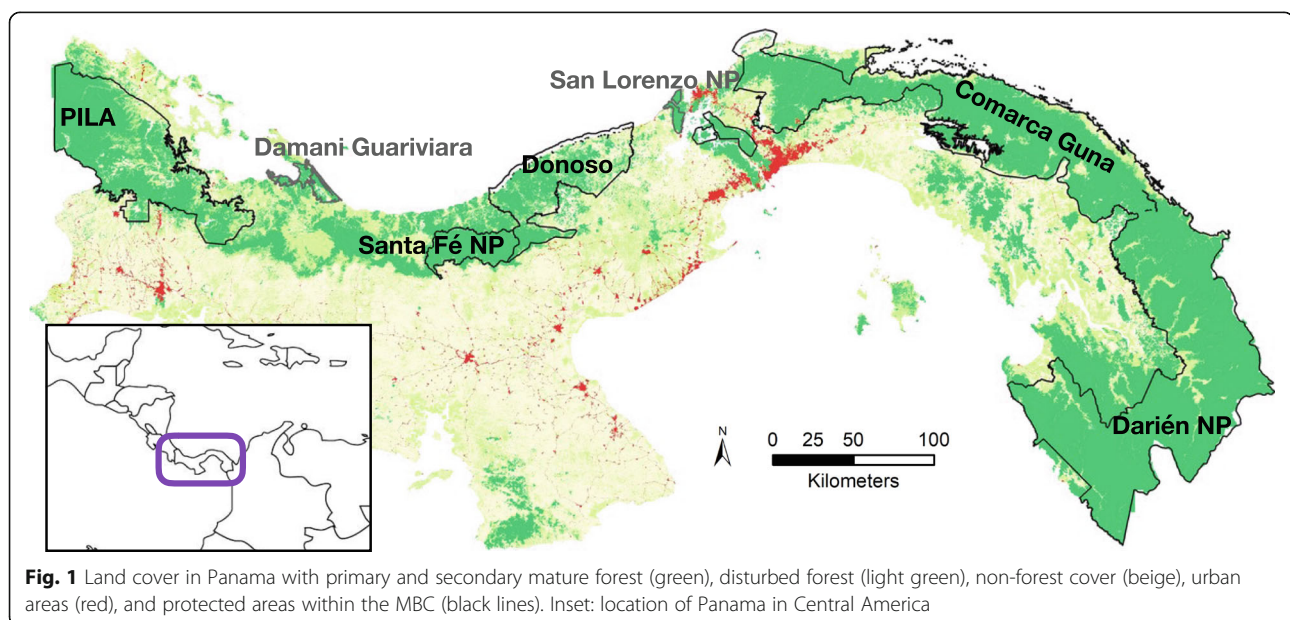 San Lorenzo NP
PILA
Comarca Guna
Damani Guariviara
Donoso
Santa Fé NP
Darién NP
N
0 25 50 100
Kilometers
Fig. 1 Land cover in Panama with primary and secondary mature forest (green), disturbed forest (light green), non-forest cover (beige), urban
areas (red), and protected areas within the MBC (black lines). Inset: location of Panama in Central America